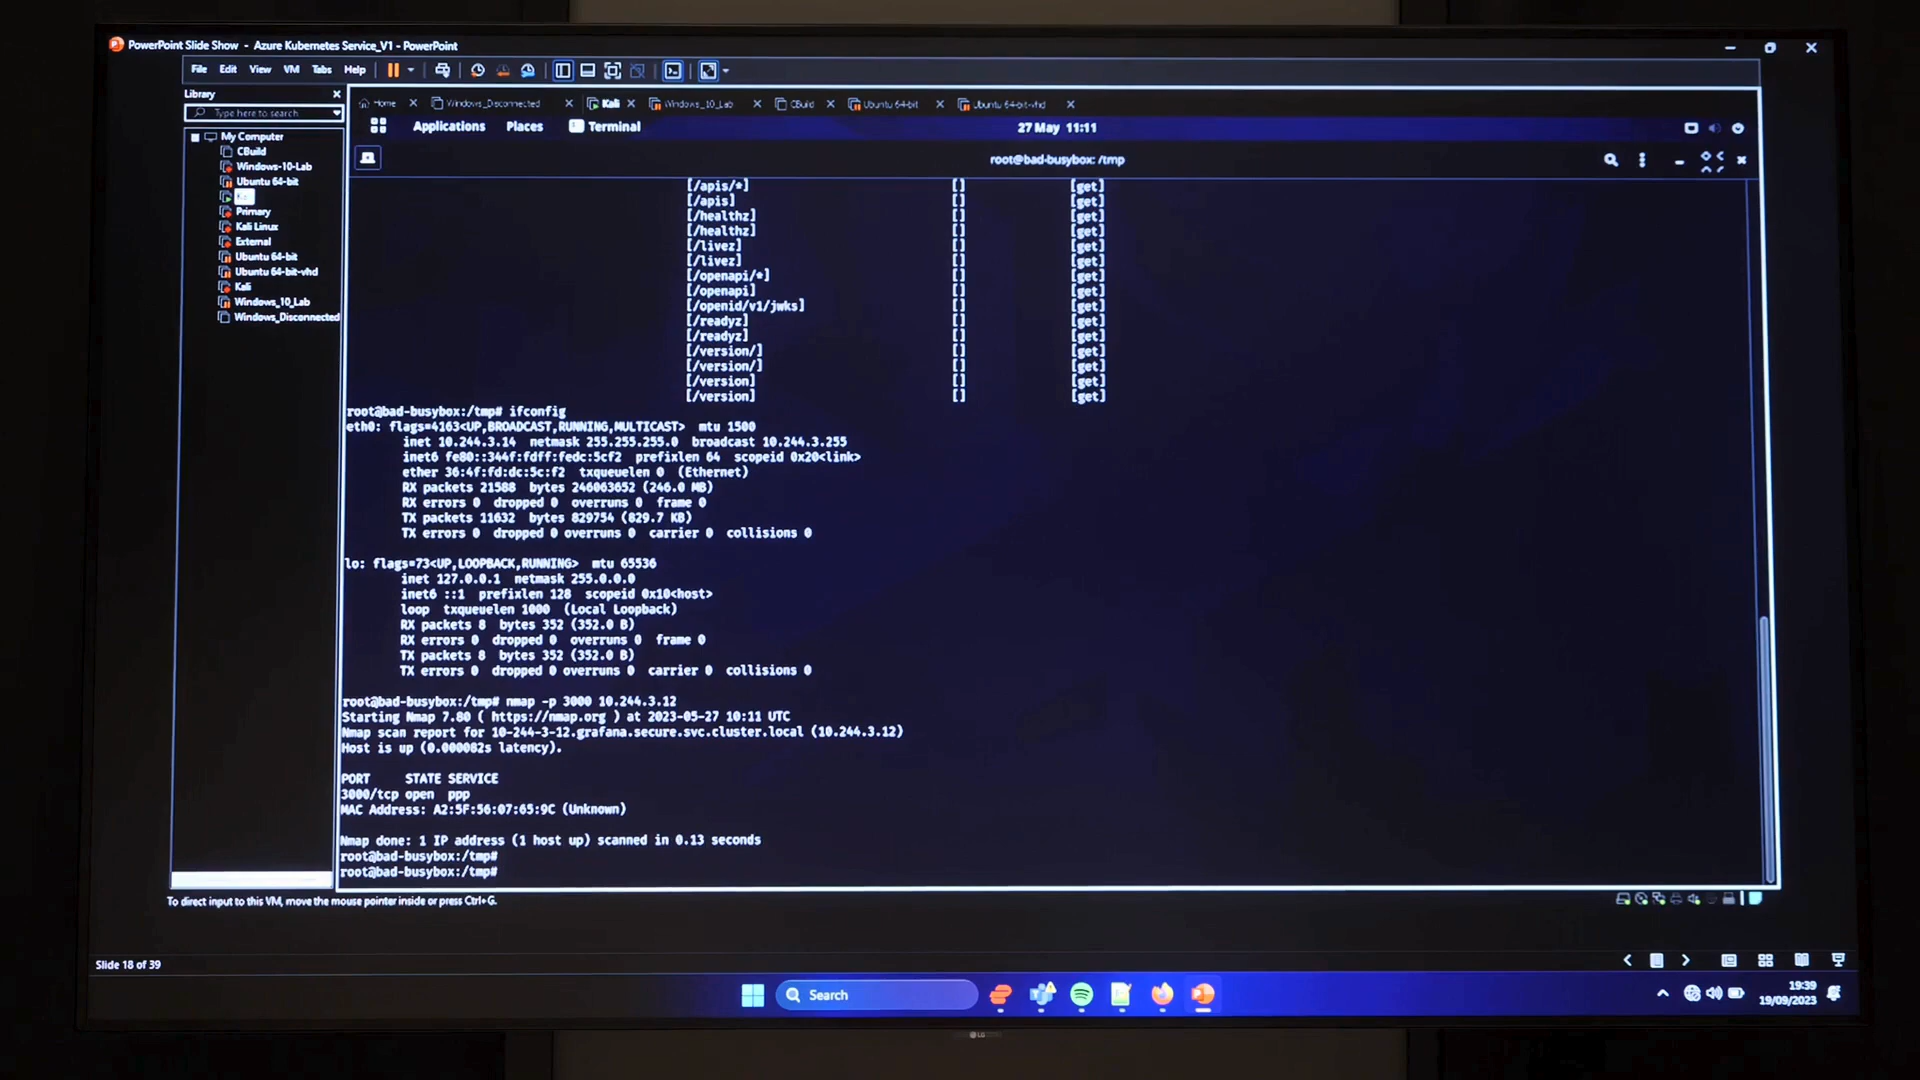 PowerPoint Slide Show - Azure Kubernetes Service_V1 - PowerPoint
File Edit View VM Tabs Help
Library
Type here to search
My Computer
CBuild
Windows-10-Lab
Ubuntu 64-bit
Primary
Kali Linux
External
Ubuntu 64-bit
Ubuntu 64-bit-vhd
Kali
Windows_10_Lab
Windows_Disconnected
Home Windows_Disconnected Kali Windows_10_Lab CBuild Ubuntu 64-bit Ubuntu 64-bit-vhd
Applications Places Terminal 27 May 11:11
root@bad-busybox: /tmp
[/apis/*] [] [get]
[/apis] [] [get]
[/healthz] [] [get]
[/healthz] [] [get]
[/livez] [] [get]
[/livez] [] [get]
[/openapi/*] [] [get]
[/openapi] [] [get]
[/openid/v1/jwks] [] [get]
[/readyz] [] [get]
[/readyz] [] [get]
[/version/] [] [get]
[/version/] [] [get]
[/version] [] [get]
[/version] [] [get]
root@bad-busybox:/tmp# ifconfig
eth0: flags=4163<UP,BROADCAST,RUNNING,MULTICAST> mtu 1500
inet 10.244.3.14 netmask 255.255.255.0 broadcast 10.244.3.255
inet6 fe80::344f:fdff:fedc:5cf2 prefixlen 64 scopeid 0x20<link>
ether 36:4f:fd:dc:5c:f2 txqueuelen 0 (Ethernet)
RX packets 21588 bytes 246063652 (246.0 MB)
RX errors 0 dropped 0 overruns 0 frame 0
TX packets 11632 bytes 829754 (829.7 KB)
TX errors 0 dropped 0 overruns 0 carrier 0 collisions 0
lo: flags=73<UP,LOOPBACK,RUNNING> mtu 65536
inet 127.0.0.1 netmask 255.0.0.0
inet6 ::1 prefixlen 128 scopeid 0x10<host>
loop txqueuelen 1000 (Local Loopback)
RX packets 8 bytes 352 (352.0 B)
RX errors 0 dropped 0 overruns 0 frame 0
TX packets 8 bytes 352 (352.0 B)
TX errors 0 dropped 0 overruns 0 carrier 0 collisions 0
root@bad-busybox:/tmp# nmap -p 3000 10.244.3.12
Starting Nmap 7.80 ( https://nmap.org ) at 2023-05-27 10:11 UTC
Nmap scan report for 10-244-3-12.grafana.secure.svc.cluster.local (10.244.3.12)
Host is up (0.000082s latency).
PORT STATE SERVICE
3000/tcp open ppp
MAC Address: A2:5F:56:07:65:9C (Unknown)
Nmap done: 1 IP address (1 host up) scanned in 0.13 seconds
root@bad-busybox:/tmp#
root@bad-busybox:/tmp#
To direct input to this VM, move the mouse pointer inside or press Ctrl+G.
Slide 18 of 39
Search
19:39
19/09/2023
LG